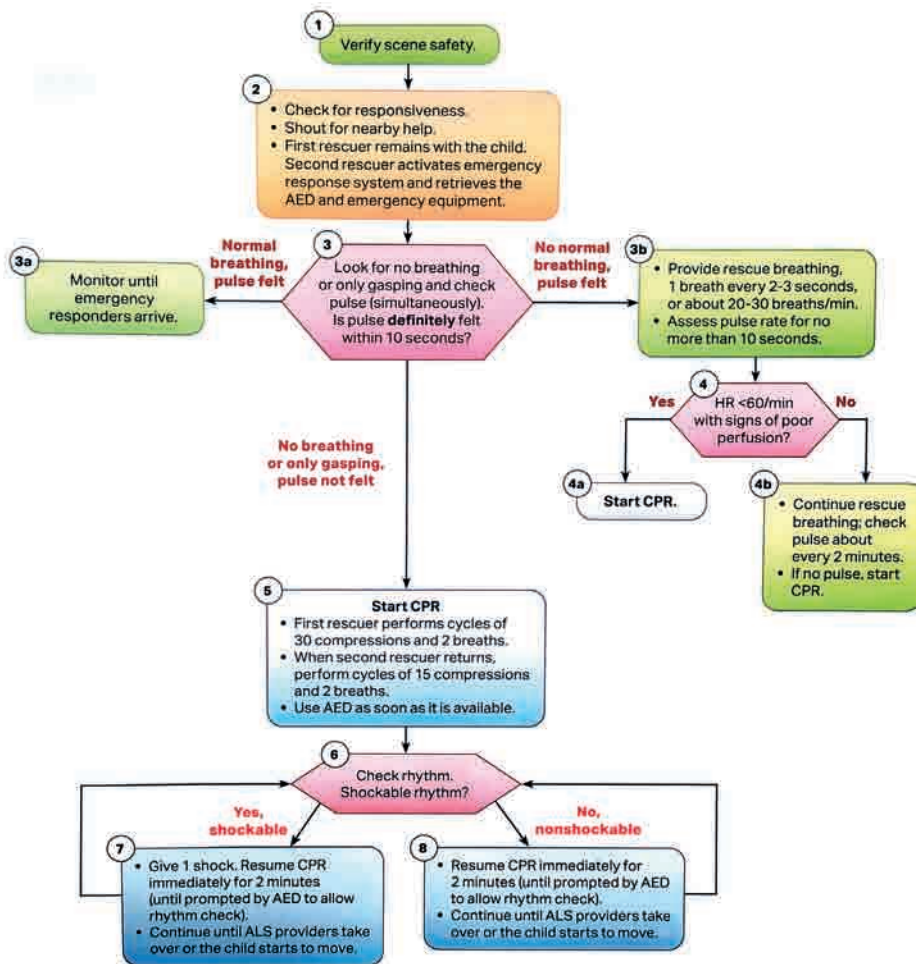 1
Verify scene safety.
2
• Check for responsiveness.
• Shout for nearby help.
• First rescuer remains with the child.
Second rescuer activates emergency
response system and retrieves the
AED and emergency equipment.
3a
Monitor until
emergency
responders arrive.
Normal
breathing,
pulse felt
3
Look for no breathing
or only gasping and check
pulse (simultaneously).
Is pulse definitely felt
within 10 seconds?
No normal
breathing,
pulse felt
3b
• Provide rescue breathing,
1 breath every 2-3 seconds,
or about 20-30 breaths/min.
• Assess pulse rate for no
more than 10 seconds.
4
Yes
HR <60/min
with signs of poor
perfusion?
No
4a
Start CPR.
4b
• Continue rescue
breathing; check
pulse about
every 2 minutes.
• If no pulse, start
CPR.
No breathing
or only gasping,
pulse not felt
5
Start CPR
• First rescuer performs cycles of
30 compressions and 2 breaths.
• When second rescuer returns,
perform cycles of 15 compressions
and 2 breaths.
• Use AED as soon as it is available.
6
Check rhythm.
Shockable rhythm?
Yes,
shockable
No,
nonshockable
7
• Give 1 shock. Resume CPR
immediately for 2 minutes
(until prompted by AED to allow
rhythm check).
• Continue until ALS providers take
over or the child starts to move.
8
• Resume CPR immediately for
2 minutes (until prompted by AED
to allow rhythm check).
• Continue until ALS providers take
over or the child starts to move.